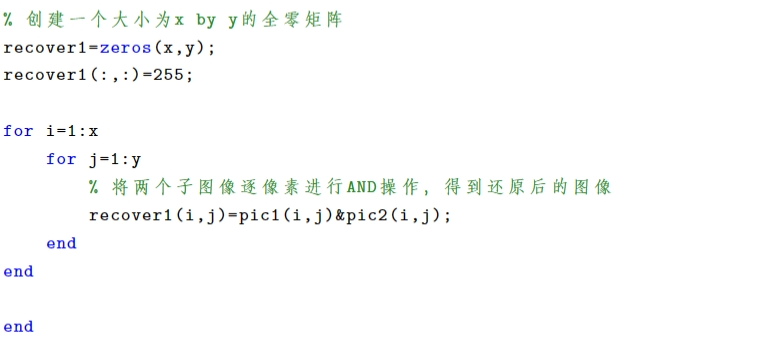 % 创建一个大小为x by y的全零矩阵
recover1=zeros(x,y);
recover1(:,:)=255;
for i=1:x
    for j=1:y
        % 将两个子图像逐像素进行AND操作，得到还原后的图像
        recover1(i,j)=pic1(i,j)&pic2(i,j);
    end
end
end